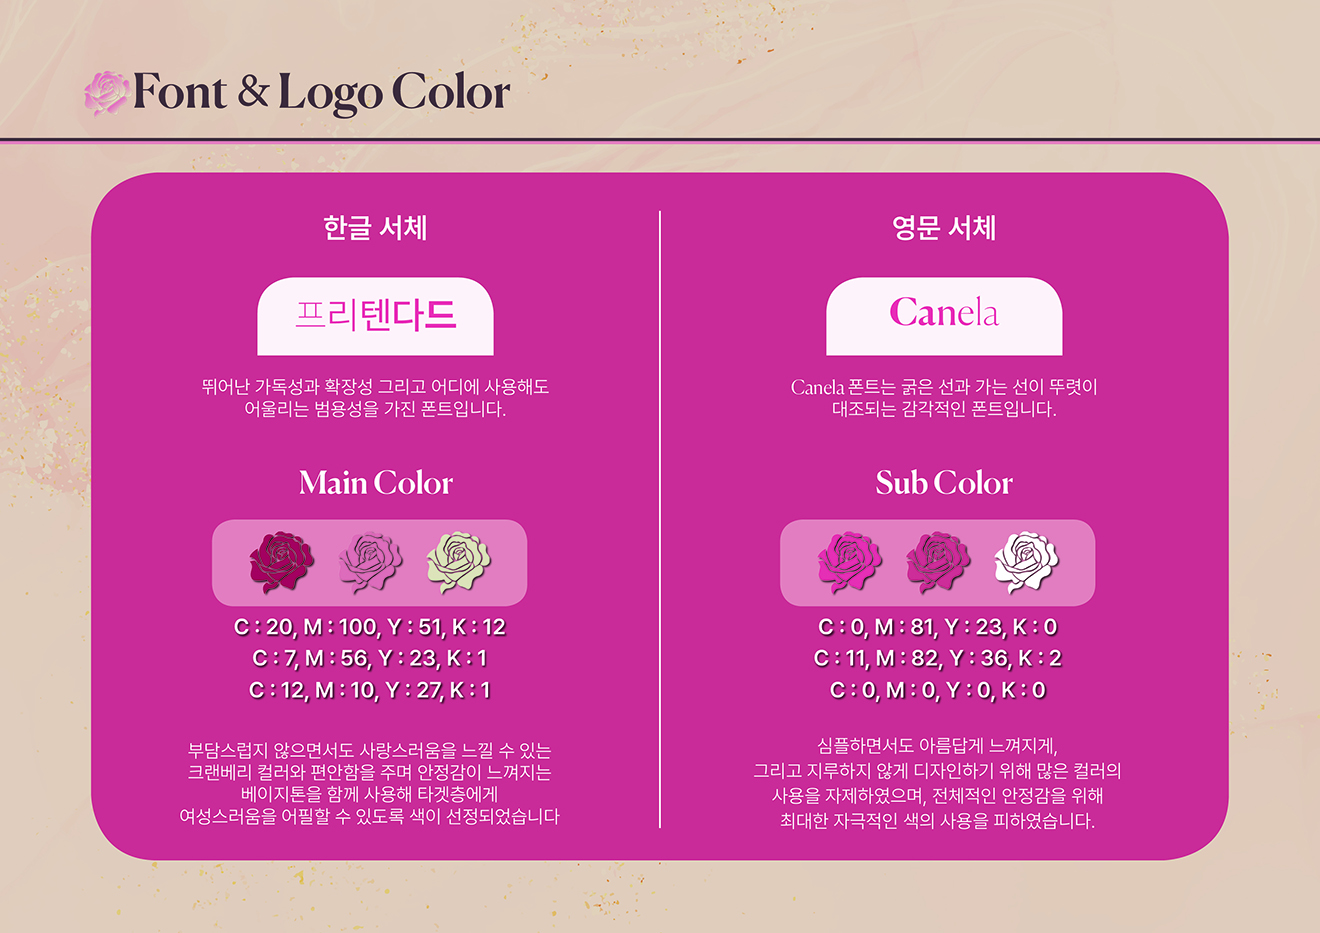 Font & Logo Color
한글 서체
프리텐다드
뛰어난 가독성과 확장성 그리고 어디에 사용해도
어울리는 범용성을 가진 폰트입니다.
Main Color
C : 20, M : 100, Y : 51, K : 12
C : 7, M : 56, Y : 23, K : 1
C : 12, M : 10, Y : 27, K : 1
부담스럽지 않으면서도 사랑스러움을 느낄 수 있는
크랜베리 컬러와 편안함을 주며 안정감이 느껴지는
베이지톤을 함께 사용해 타겟층에게
여성스러움을 어필할 수 있도록 색이 선정되었습니다
영문 서체
Canela
Canela 폰트는 굵은 선과 가는 선이 뚜렷이
대조되는 감각적인 폰트입니다.
Sub Color
C : 0, M : 81, Y : 23, K : 0
C : 11, M : 82, Y : 36, K : 2
C : 0, M : 0, Y : 0, K : 0
심플하면서도 아름답게 느껴지게,
그리고 지루하지 않게 디자인하기 위해 많은 컬러의
사용을 자제하였으며, 전체적인 안정감을 위해
최대한 자극적인 색의 사용을 피하였습니다.